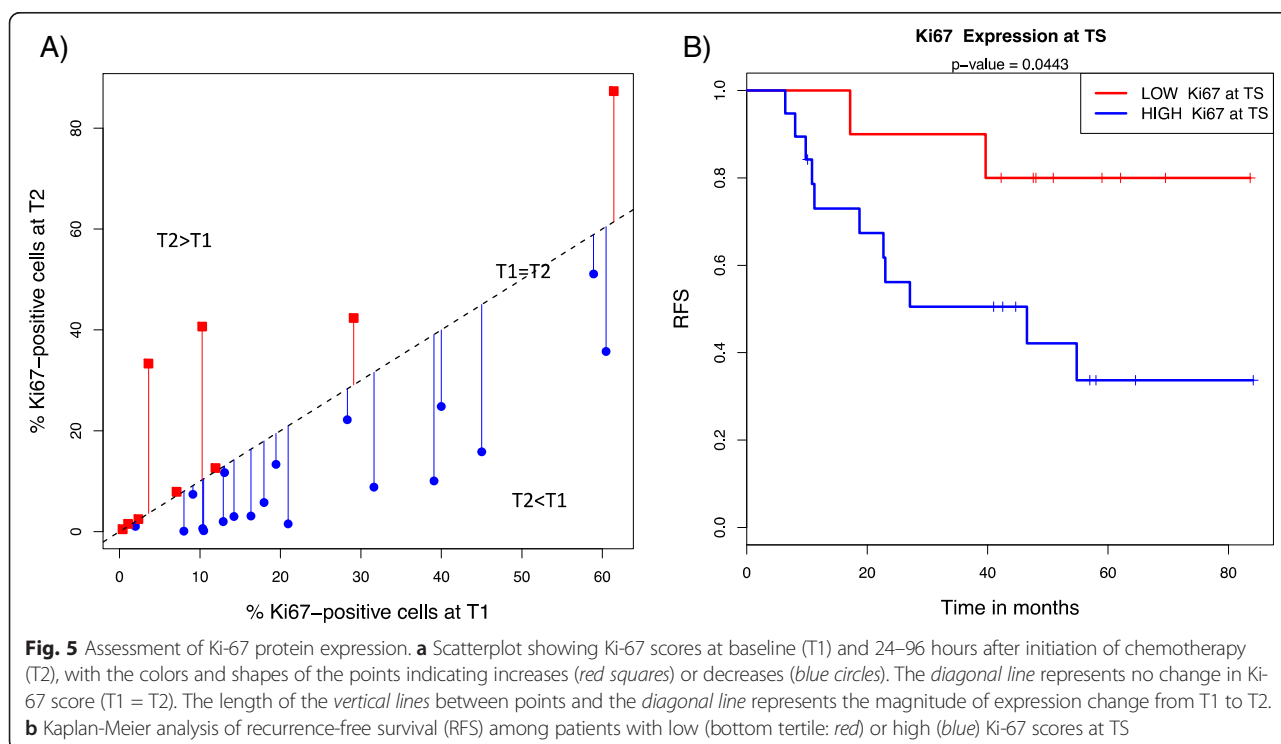 A)
% Ki67−positive cells at T2
80
60
40
20
0
T2>T1
T1=T2
T2<T1
0 10 20 30 40 50 60
% Ki67−positive cells at T1
B)
Ki67 Expression at TS
p-value = 0.0443
LOW Ki67 at TS
HIGH Ki67 at TS
RFS
1.0
0.8
0.6
0.4
0.2
0.0
0 20 40 60 80
Time in months
Fig. 5 Assessment of Ki-67 protein expression. a Scatterplot showing Ki-67 scores at baseline (T1) and 24–96 hours after initiation of chemotherapy
(T2), with the colors and shapes of the points indicating increases (red squares) or decreases (blue circles). The diagonal line represents no change in Ki-
67 score (T1 = T2). The length of the vertical lines between points and the diagonal line represents the magnitude of expression change from T1 to T2.
b Kaplan-Meier analysis of recurrence-free survival (RFS) among patients with low (bottom tertile: red) or high (blue) Ki-67 scores at TS